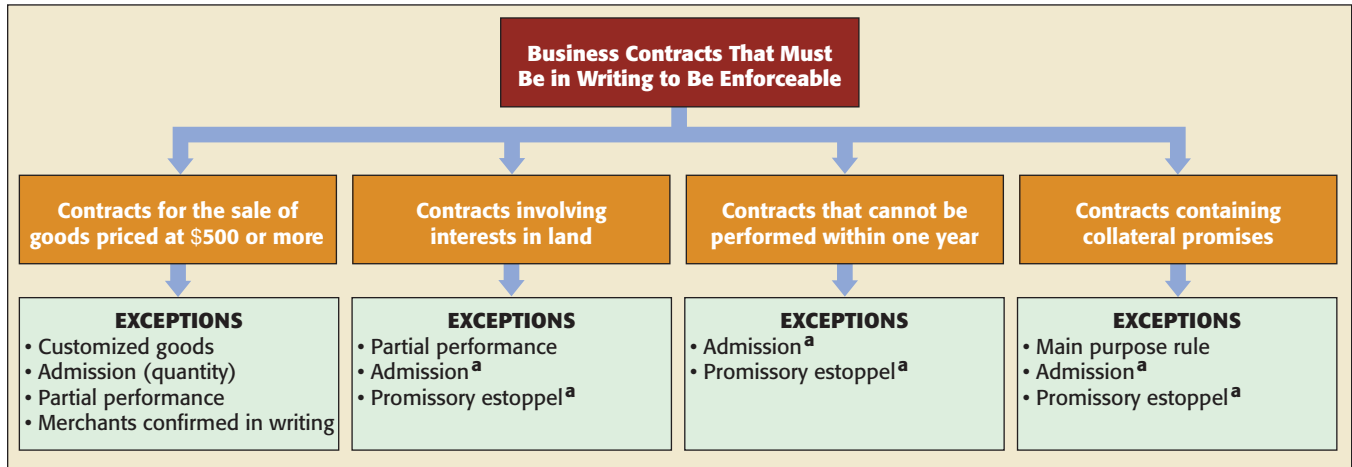 Business Contracts That Must
Be in Writing to Be Enforceable
Contracts for the sale of
goods priced at $500 or more
Contracts involving
interests in land
Contracts that cannot be
performed within one year
Contracts containing
collateral promises
EXCEPTIONS
• Customized goods
• Admission (quantity)
• Partial performance
• Merchants confirmed in writing
EXCEPTIONS
• Partial performance
• Admission a
• Promissory estoppel a
EXCEPTIONS
• Admission a
• Promissory estoppel a
EXCEPTIONS
• Main purpose rule
• Admission a
• Promissory estoppel a